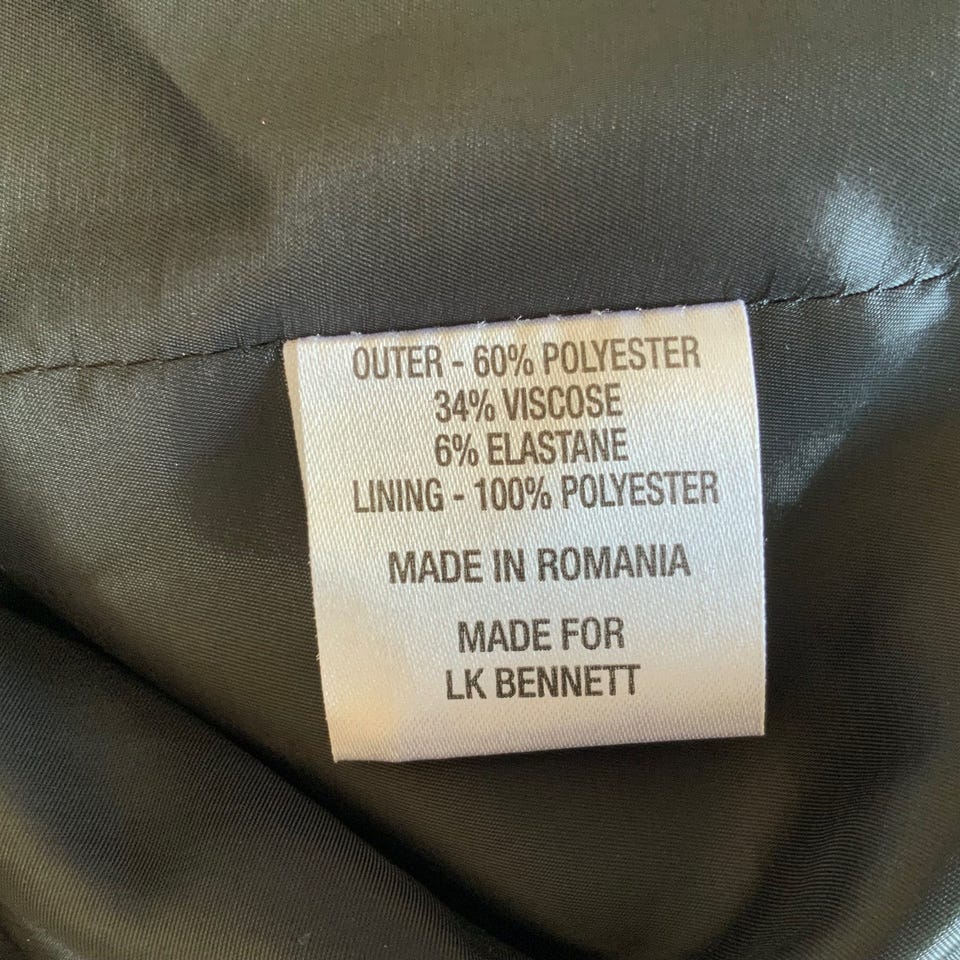 OUTER - 60% POLYESTER
34% VISCOSE
6% ELASTANE
LINING - 100% POLYESTER
MADE IN ROMANIA
MADE FOR
LK BENNETT